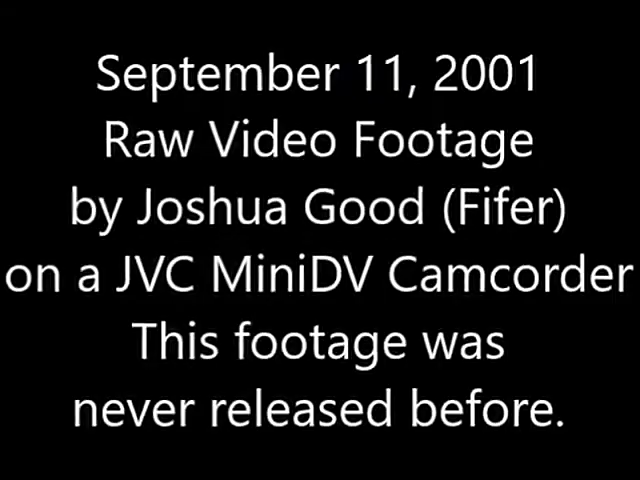 September 11, 2001
Raw Video Footage
by Joshua Good (Fifer)
on a JVC MiniDV Camcorder
This footage was
never released before.